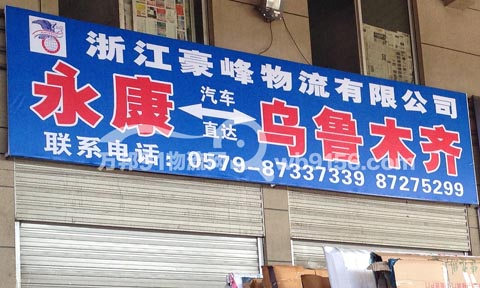 浙江豪峰物流有限公司
永康 汽车直达 乌鲁木齐
联系电话：0579-87337339 87275299